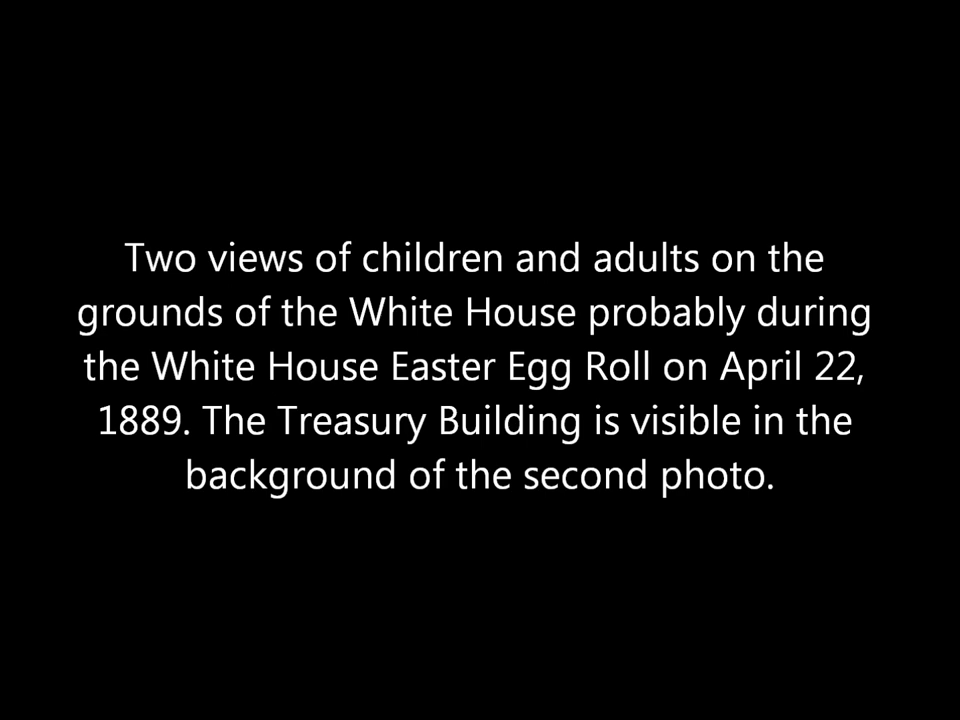 Two views of children and adults on the
grounds of the White House probably during
the White House Easter Egg Roll on April 22,
1889. The Treasury Building is visible in the
background of the second photo.